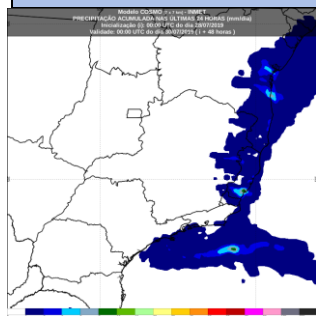 Modelo COSMO INMET
PRECIPITAÇÃO ACUMULADA NAS ÚLTIMAS 24 HORAS (mm/dia)
Inicialização (i): 00:00 UTC do dia 28/07/2019
Validade: 00:00 UTC do dia 30/07/2019 ( i + 48 horas )